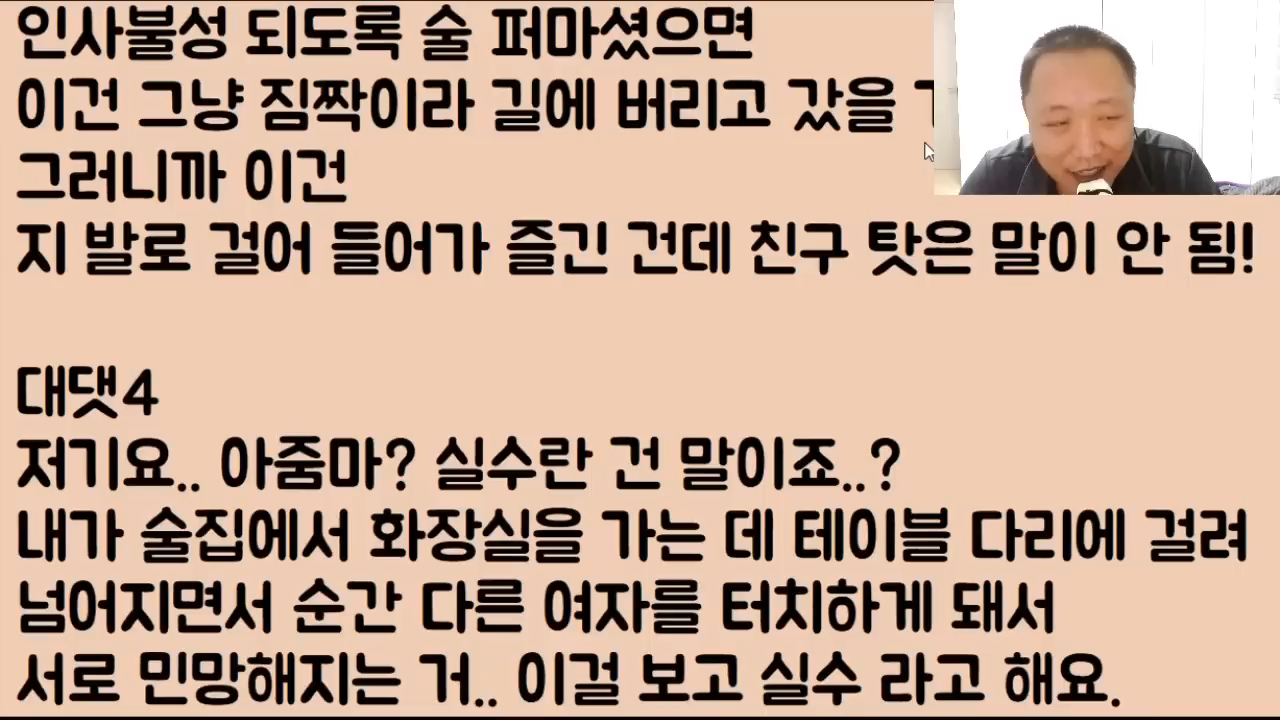 인사불성 되도록 술 퍼마셨으면
이건 그냥 짐짝이라 길에 버리고 갔을
그러니까 이건
지 발로 걸어 들어가 즐긴 건데 친구 탓은 말이 안 됨!
대댓4
저기요.. 아줌마? 실수란 건 말이죠..?
내가 술집에서 화장실을 가는 데 테이블 다리에 걸려
넘어지면서 순간 다른 여자를 터치하게 돼서
서로 민망해지는 거.. 이걸 보고 실수 라고 해요.